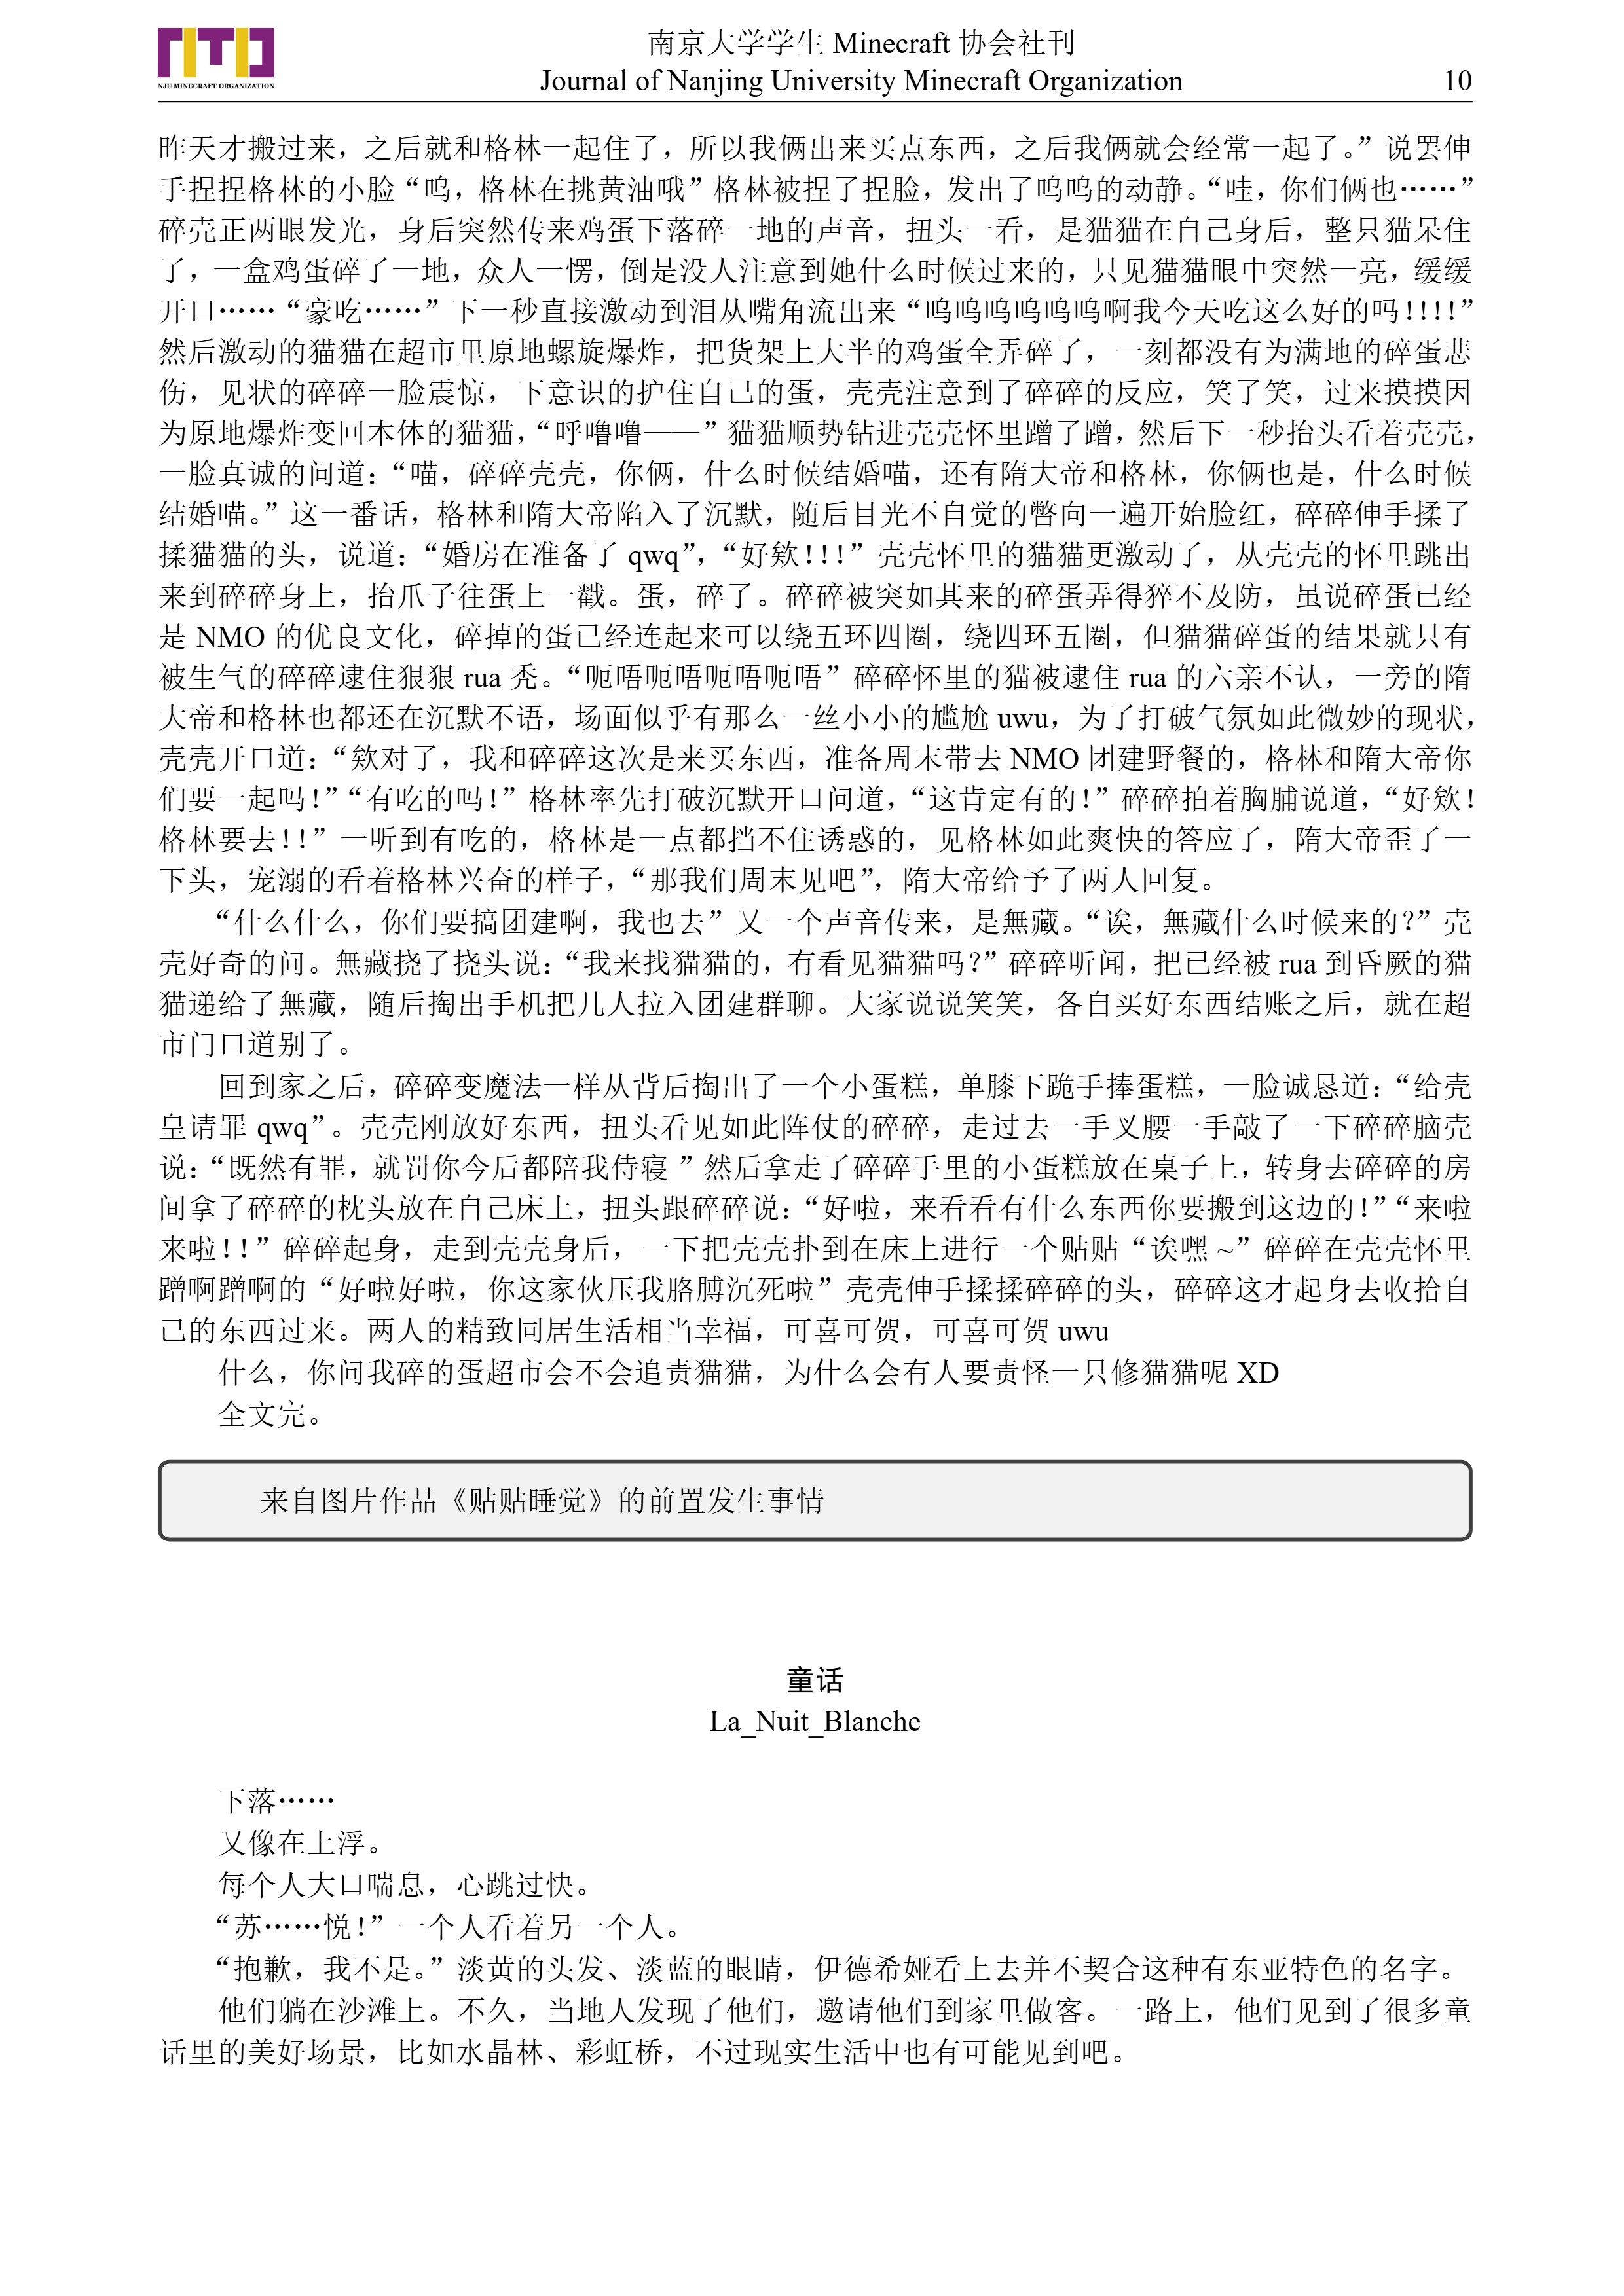 NJU MINECRAFT ORGANIZATION
南京大学学生 Minecraft 协会社刊
Journal of Nanjing University Minecraft Organization
10
昨天才搬过来，之后就和格林一起住了，所以我俩出来买点东西，之后我俩就会经常一起了。”说罢伸
手捏捏格林的小脸“呜，格林在挑黄油哦”格林被捏了捏脸，发出了呜呜的动静。“哇，你们俩也……”
碎壳正两眼发光，身后突然传来鸡蛋下落碎一地的声音，扭头一看，是猫猫在自己身后，整只猫呆住
了，一盒鸡蛋碎了一地，众人一愣，倒是没人注意到她什么时候过来的，只见猫猫眼中突然一亮，缓缓
开口……“豪吃……”下一秒直接激动到泪从嘴角流出来“呜呜呜呜呜呜啊我今天吃这么好的吗！！！！”
然后激动的猫猫在超市里原地螺旋爆炸，把货架上大半的鸡蛋全弄碎了，一刻都没有为满地的碎蛋悲
伤，见状的碎碎一脸震惊，下意识的护住自己的蛋，壳壳注意到了碎碎的反应，笑了笑，过来摸摸因
为原地爆炸变回本体的猫猫，“呼噜噜——”猫猫顺势钻进壳壳怀里蹭了蹭，然后下一秒抬头看着壳壳，
一脸真诚的问道：“喵，碎碎壳壳，你俩，什么时候结婚喵，还有隋大帝和格林，你俩也是，什么时候
结婚喵。”这一番话，格林和隋大帝陷入了沉默，随后目光不自觉的瞥向一遍开始脸红，碎碎伸手揉了
揉猫猫的头，说道：“婚房在准备了 qwq”，“好欸！！！”壳壳怀里的猫猫更激动了，从壳壳的怀里跳出
来到碎碎身上，抬爪子往蛋上一戳。蛋，碎了。碎碎被突如其来的碎蛋弄得猝不及防，虽说碎蛋已经
是 NMO 的优良文化，碎掉的蛋已经连起来可以绕五环四圈，绕四环五圈，但猫猫碎蛋的结果就只有
被生气的碎碎逮住狠狠 rua 秃。“呃唔呃唔呃唔呃唔”碎碎怀里的猫被逮住 rua 的六亲不认，一旁的隋
大帝和格林也都还在沉默不语，场面似乎有那么一丝小小的尴尬 uwu，为了打破气氛如此微妙的现状，
壳壳开口道：“欸对了，我和碎碎这次是来买东西，准备周末带去 NMO 团建野餐的，格林和隋大帝你
们要一起吗！”“有吃的吗！”格林率先打破沉默开口问道，“这肯定有的！”碎碎拍着胸脯说道，“好欸！
格林要去！！”一听到有吃的，格林是一点都挡不住诱惑的，见格林如此爽快的答应了，隋大帝歪了一
下头，宠溺的看着格林兴奋的样子，“那我们周末见吧”，隋大帝给予了两人回复。
“什么什么，你们要搞团建啊，我也去”又一个声音传来，是無藏。“诶，無藏什么时候来的？”壳
壳好奇的问。無藏挠了挠头说：“我来找猫猫的，有看见猫猫吗？”碎碎听闻，把已经被 rua 到昏厥的猫
猫递给了無藏，随后掏出手机把几人拉入团建群聊。大家说说笑笑，各自买好东西结账之后，就在超
市门口道别了。
回到家之后，碎碎变魔法一样从背后掏出了一个小蛋糕，单膝下跪手捧蛋糕，一脸诚恳道：“给壳
皇请罪 qwq”。壳壳刚放好东西，扭头看见如此阵仗的碎碎，走过去一手叉腰一手敲了一下碎碎脑壳
说：“既然有罪，就罚你今后都陪我侍寝 ”然后拿走了碎碎手里的小蛋糕放在桌子上，转身去碎碎的房
间拿了碎碎的枕头放在自己床上，扭头跟碎碎说：“好啦，来看看有什么东西你要搬到这边的！”“来啦
来啦！！”碎碎起身，走到壳壳身后，一下把壳壳扑到在床上进行一个贴贴“诶嘿 ~”碎碎在壳壳怀里
蹭啊蹭啊的“好啦好啦，你这家伙压我胳膊沉死啦”壳壳伸手揉揉碎碎的头，碎碎这才起身去收拾自
己的东西过来。两人的精致同居生活相当幸福，可喜可贺，可喜可贺 uwu
什么，你问我碎的蛋超市会不会追责猫猫，为什么会有人要责怪一只修猫猫呢 XD
全文完。
来自图片作品《贴贴睡觉》的前置发生事情
童话
La_Nuit_Blanche
下落……
又像在上浮。
每个人大口喘息，心跳过快。
“苏……悦！”一个人看着另一个人。
“抱歉，我不是。”淡黄的头发、淡蓝的眼睛，伊德希娅看上去并不契合这种有东亚特色的名字。
他们躺在沙滩上。不久，当地人发现了他们，邀请他们到家里做客。一路上，他们见到了很多童
话里的美好场景，比如水晶林、彩虹桥，不过现实生活中也有可能见到吧。